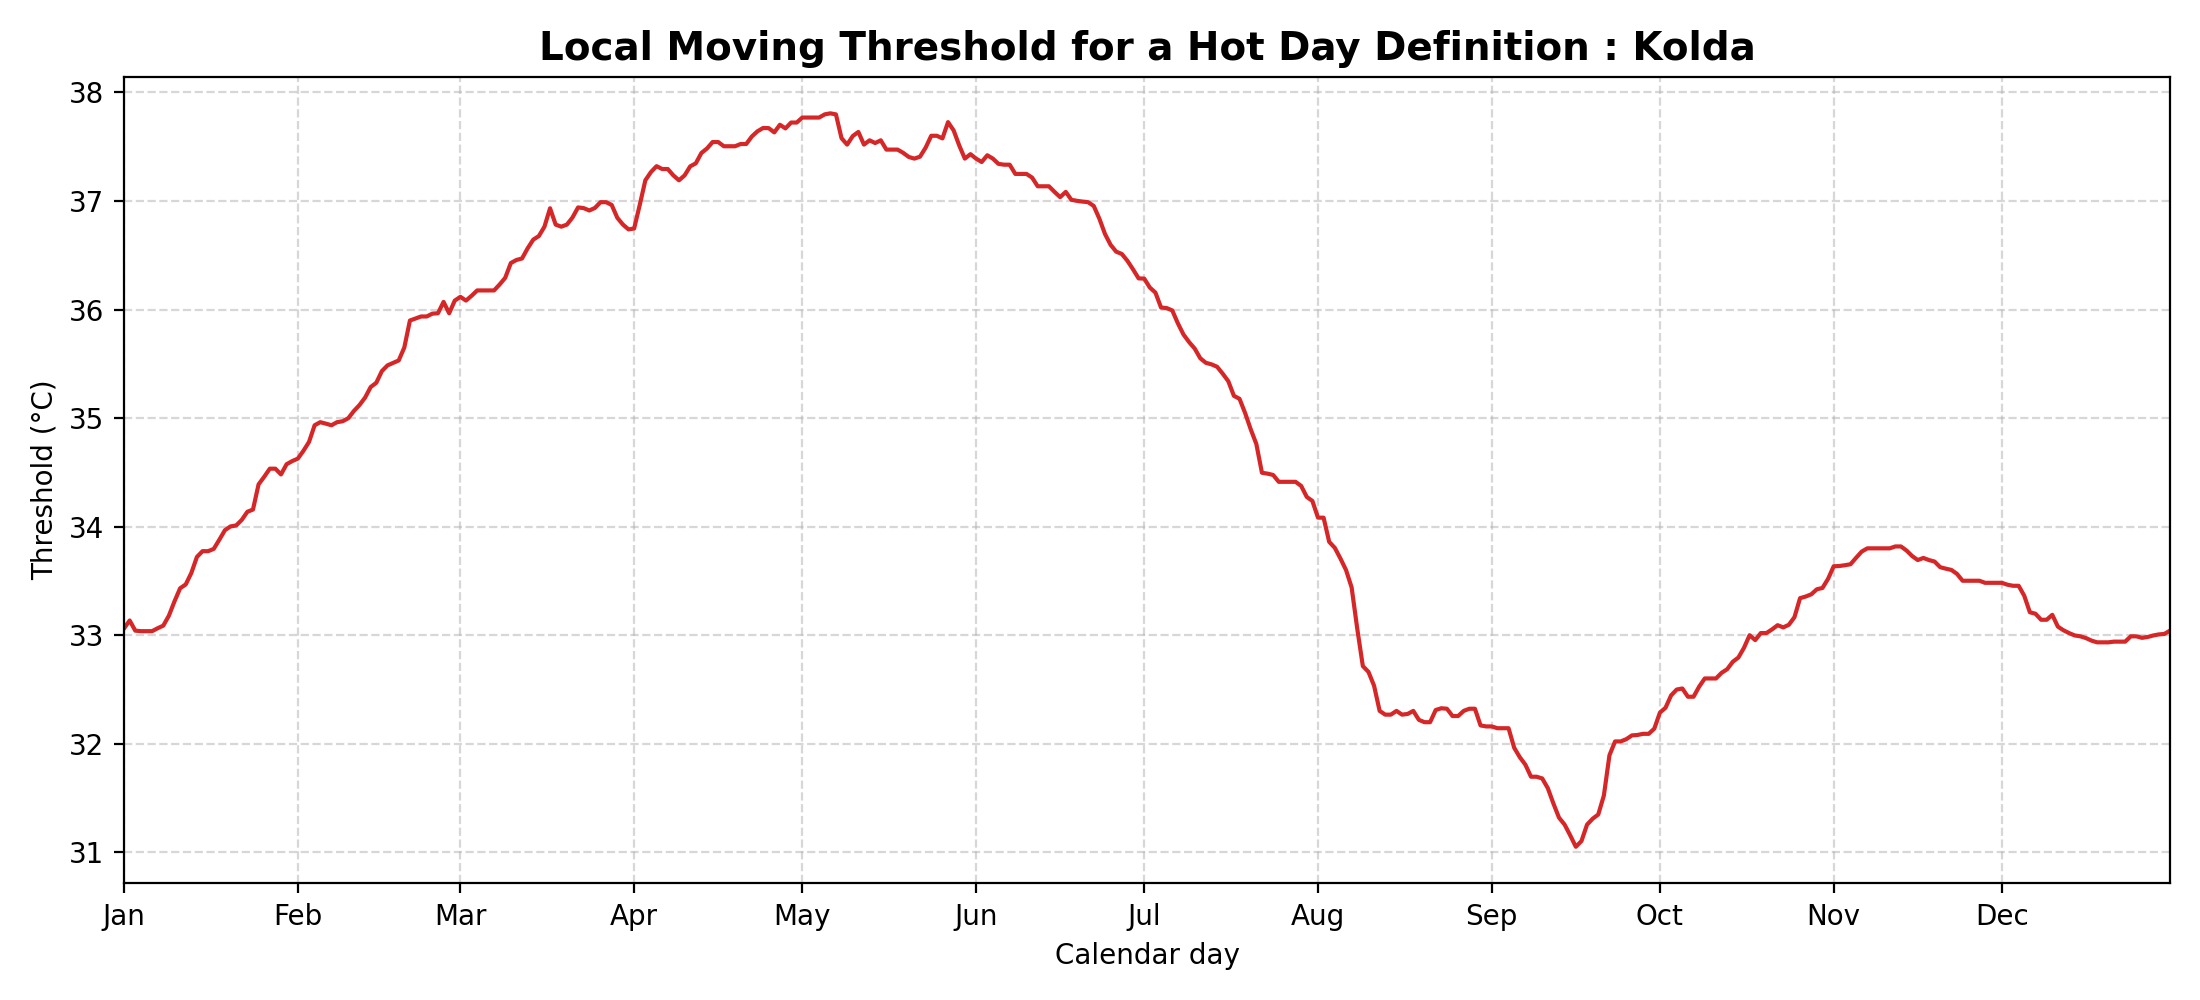 Local Moving Threshold for a Hot Day Definition : Kolda
Threshold (°C)
38
37
36
35
34
33
32
31
Jan Feb Mar Apr May Jun Jul Aug Sep Oct Nov Dec
Calendar day